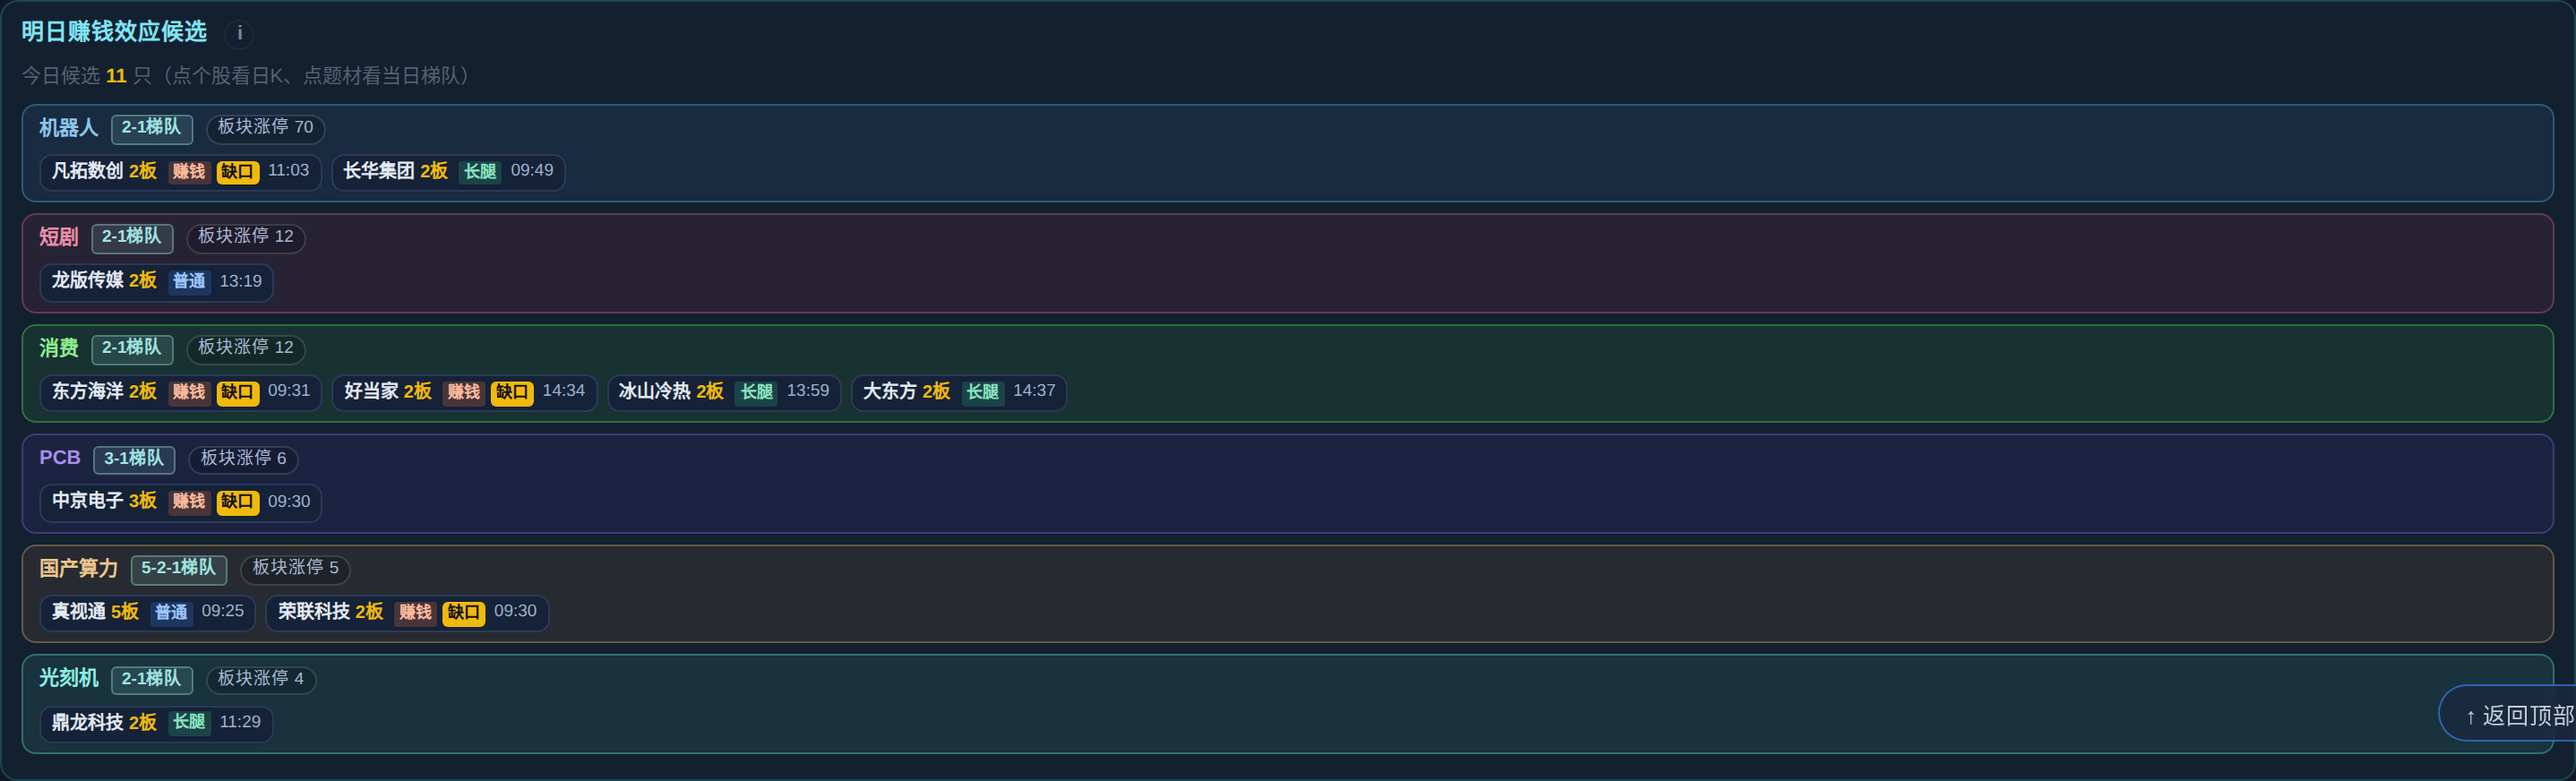 明日赚钱效应候选 i
今日候选 11 只（点个股看日K、点题材看当日梯队）
机器人 2-1梯队 板块涨停 70
凡拓数创 2板 赚钱 缺口 11:03 长华集团 2板 长腿 09:49
短剧 2-1梯队 板块涨停 12
龙版传媒 2板 普通 13:19
消费 2-1梯队 板块涨停 12
东方海洋 2板 赚钱 缺口 09:31 好当家 2板 赚钱 缺口 14:34 冰山冷热 2板 长腿 13:59 大东方 2板 长腿 14:37
PCB 3-1梯队 板块涨停 6
中京电子 3板 赚钱 缺口 09:30
国产算力 5-2-1梯队 板块涨停 5
真视通 5板 普通 09:25 荣联科技 2板 赚钱 缺口 09:30
光刻机 2-1梯队 板块涨停 4
鼎龙科技 2板 长腿 11:29
↑ 返回顶部